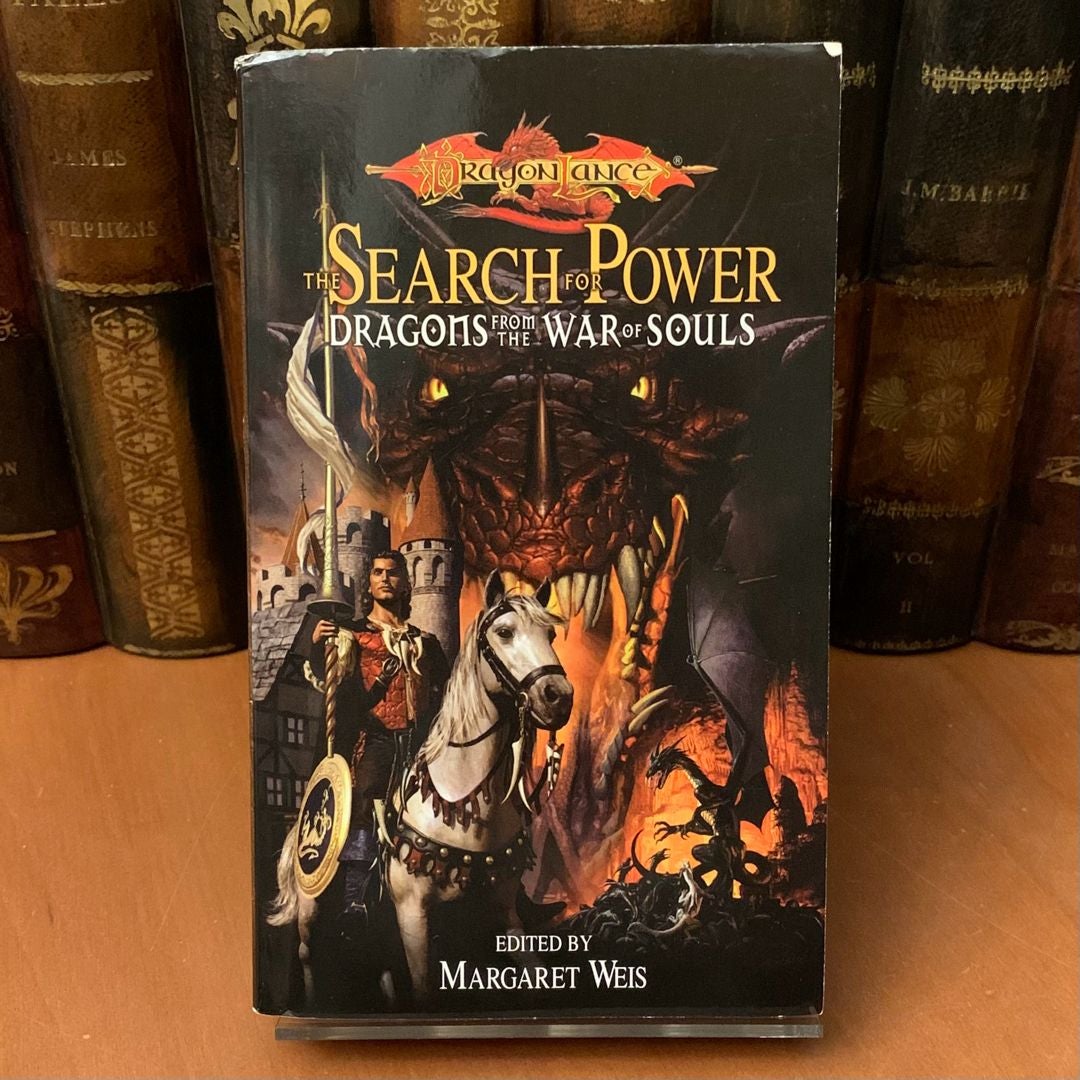 DRAGONLANCE®
THE SEARCH FOR POWER
DRAGONS FROM THE WAR OF SOULS
EDITED BY
MARGARET WEIS
JAMES
STEPHENS
J.M. BARRIE
VOL
II